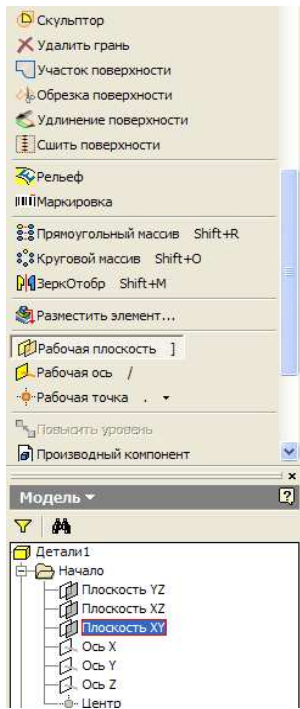 Скульптор
Удалить грань
Участок поверхности
Обрезка поверхности
Удлинение поверхности
Сшить поверхности
Рельеф
Маркировка
Прямоугольный массив Shift+R
Круговой массив Shift+O
ЗеркОтобр Shift+M
Разместить элемент...
Рабочая плоскость ]
Рабочая ось /
Рабочая точка .
Повысить уровень
Производный компонент
Модель
Детали1
Начало
Плоскость YZ
Плоскость XZ
Плоскость XY
Ось X
Ось Y
Ось Z
Центр